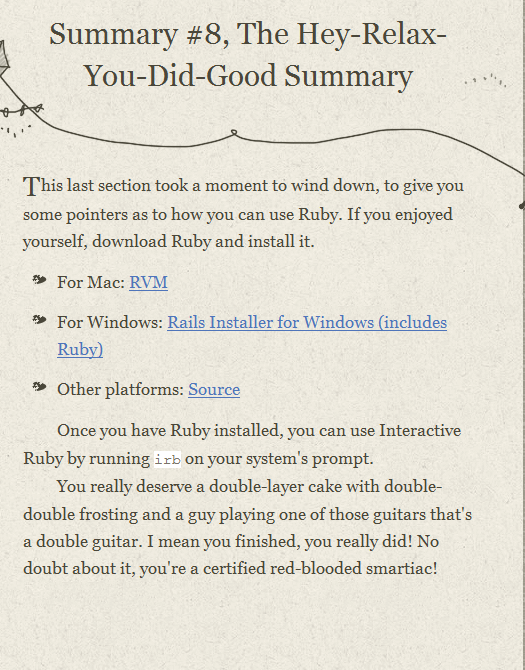 Summary #8, The Hey-Relax-
You-Did-Good Summary
This last section took a moment to wind down, to give you
some pointers as to how you can use Ruby. If you enjoyed
yourself, download Ruby and install it.
For Mac: RVM
For Windows: Rails Installer for Windows (includes
Ruby)
Other platforms: Source
Once you have Ruby installed, you can use Interactive
Ruby by running irb on your system's prompt.
You really deserve a double-layer cake with double-
double frosting and a guy playing one of those guitars that's
a double guitar. I mean you finished, you really did! No
doubt about it, you're a certified red-blooded smartiac!